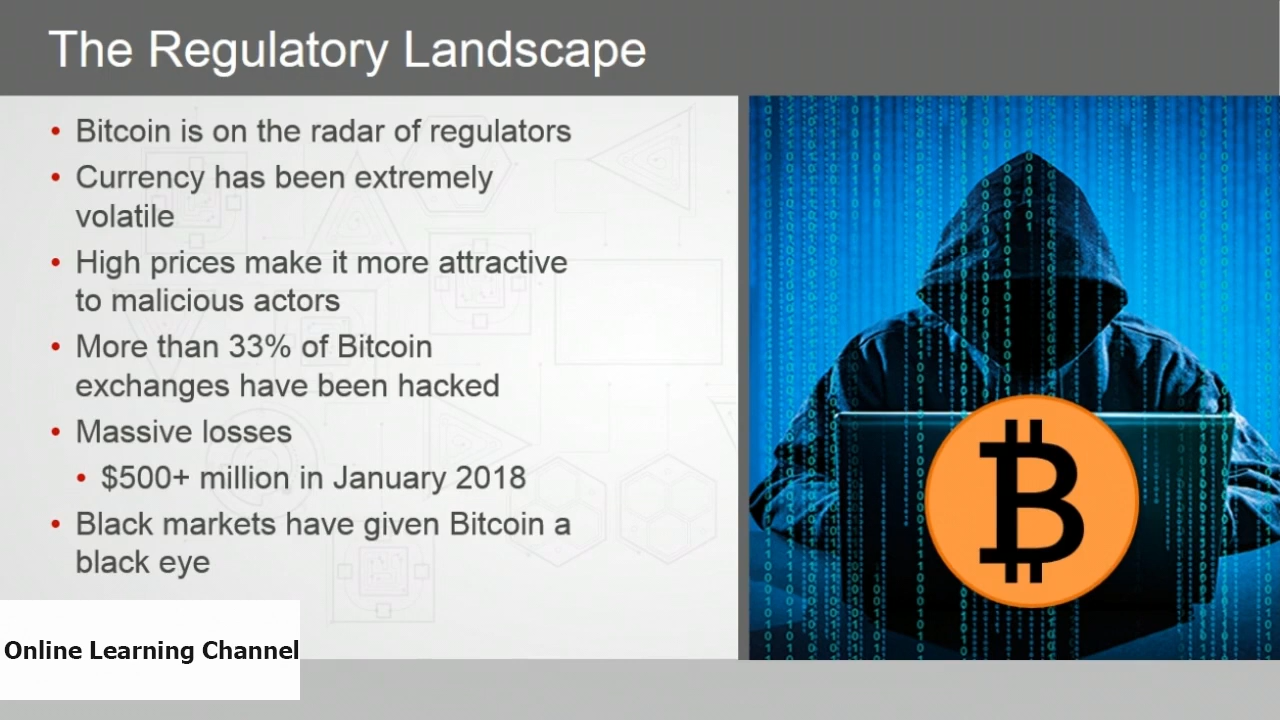 The Regulatory Landscape
• Bitcoin is on the radar of regulators
• Currency has been extremely
volatile
• High prices make it more attractive
to malicious actors
• More than 33% of Bitcoin
exchanges have been hacked
• Massive losses
• $500+ million in January 2018
• Black markets have given Bitcoin a
black eye
Online Learning Channel